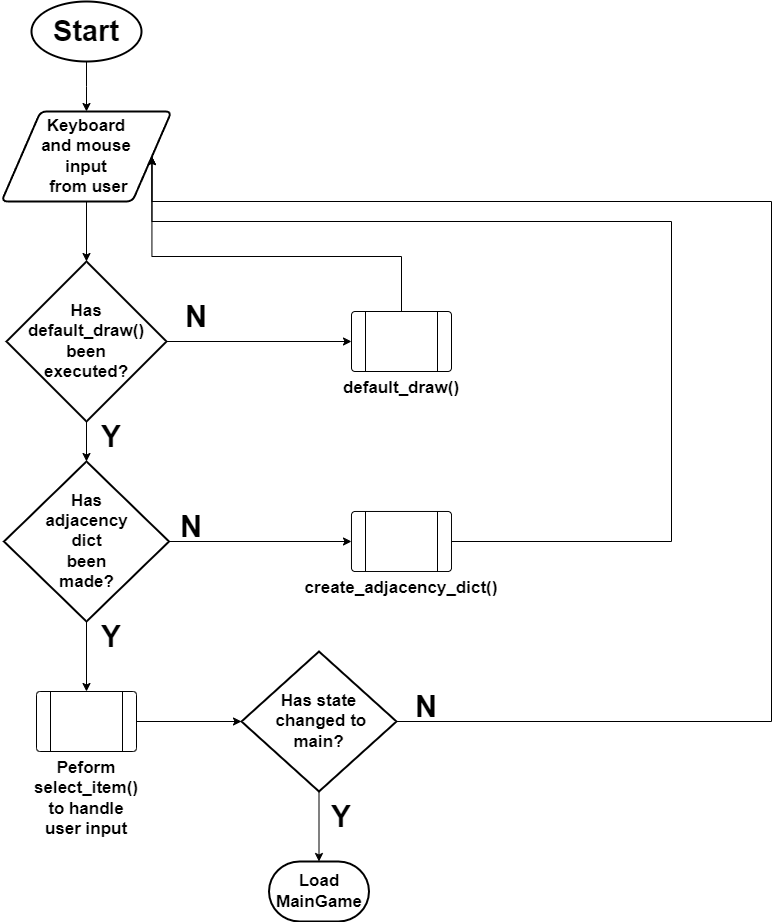 Start
Keyboard
and mouse
input
from user
Has
default_draw()
been
executed?
N
default_draw()
Y
Has
adjacency
dict
been
made?
N
create_adjacency_dict()
Y
Peform
select_item()
to handle
user input
Has state
changed to
main?
N
Y
Load
MainGame